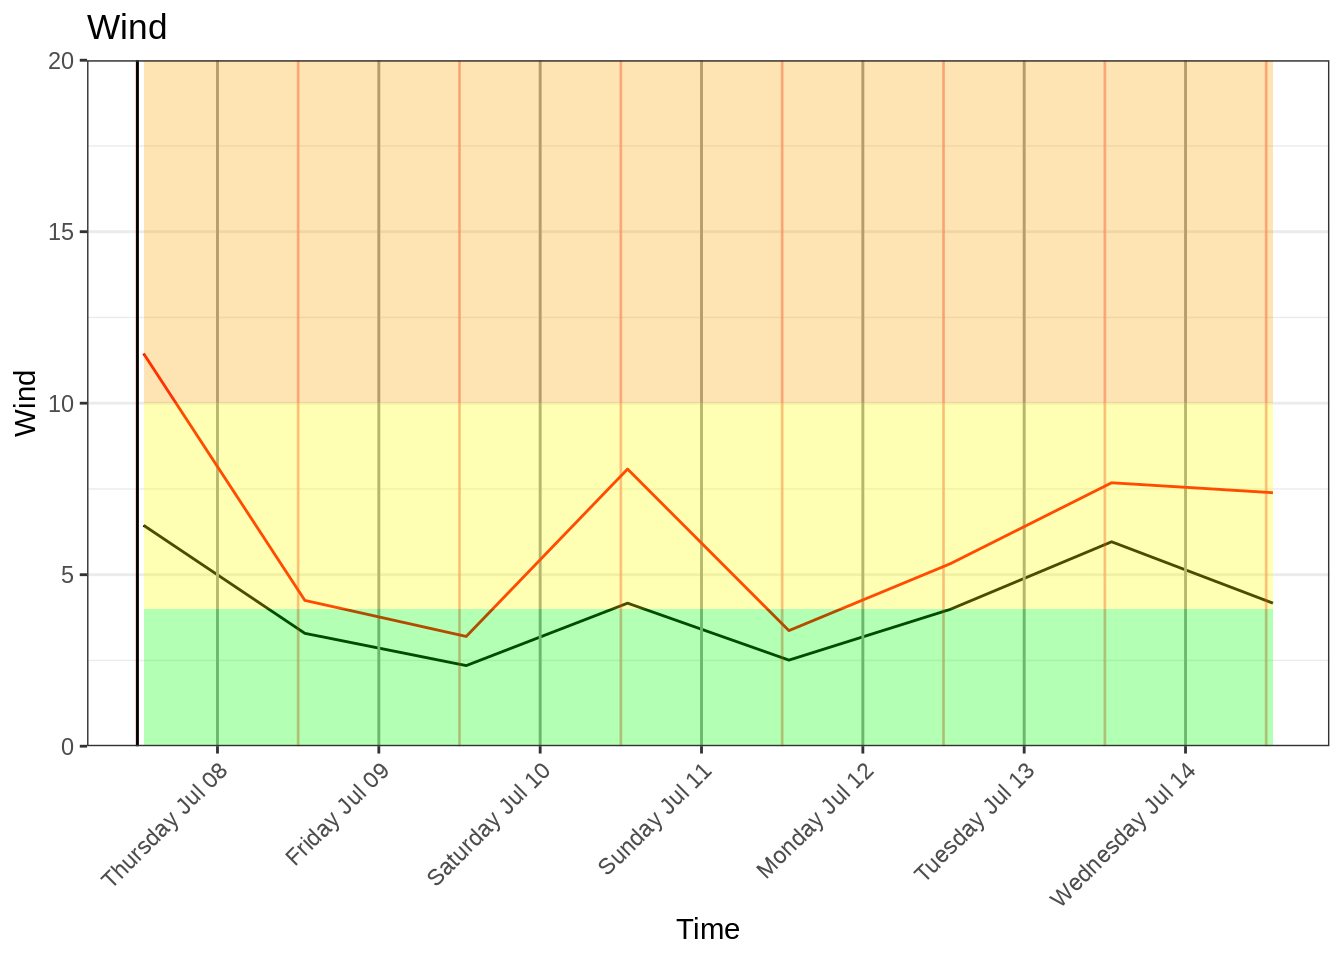 Wind
20
15
10
5
0
Wind
Thursday Jul 08
Friday Jul 09
Saturday Jul 10
Sunday Jul 11
Monday Jul 12
Tuesday Jul 13
Wednesday Jul 14
Time